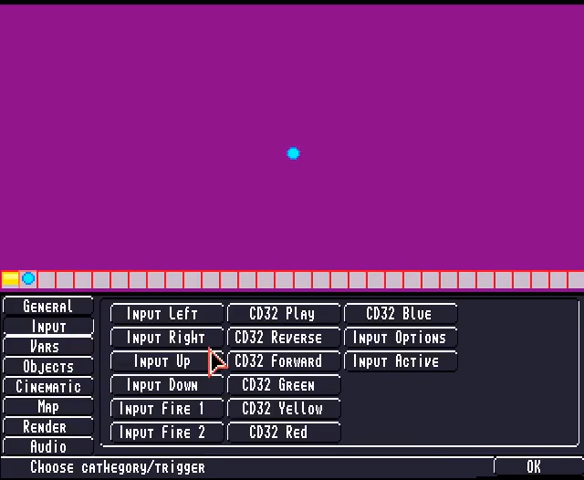 General
Input
Vars
Objects
Cinematic
Map
Render
Audio
Input Left CD32 Play CD32 Blue
Input Right CD32 Reverse Input Options
Input Up CD32 Forward Input Active
Input Down CD32 Green
Input Fire 1 CD32 Yellow
Input Fire 2 CD32 Red
Choose cathegory/trigger OK